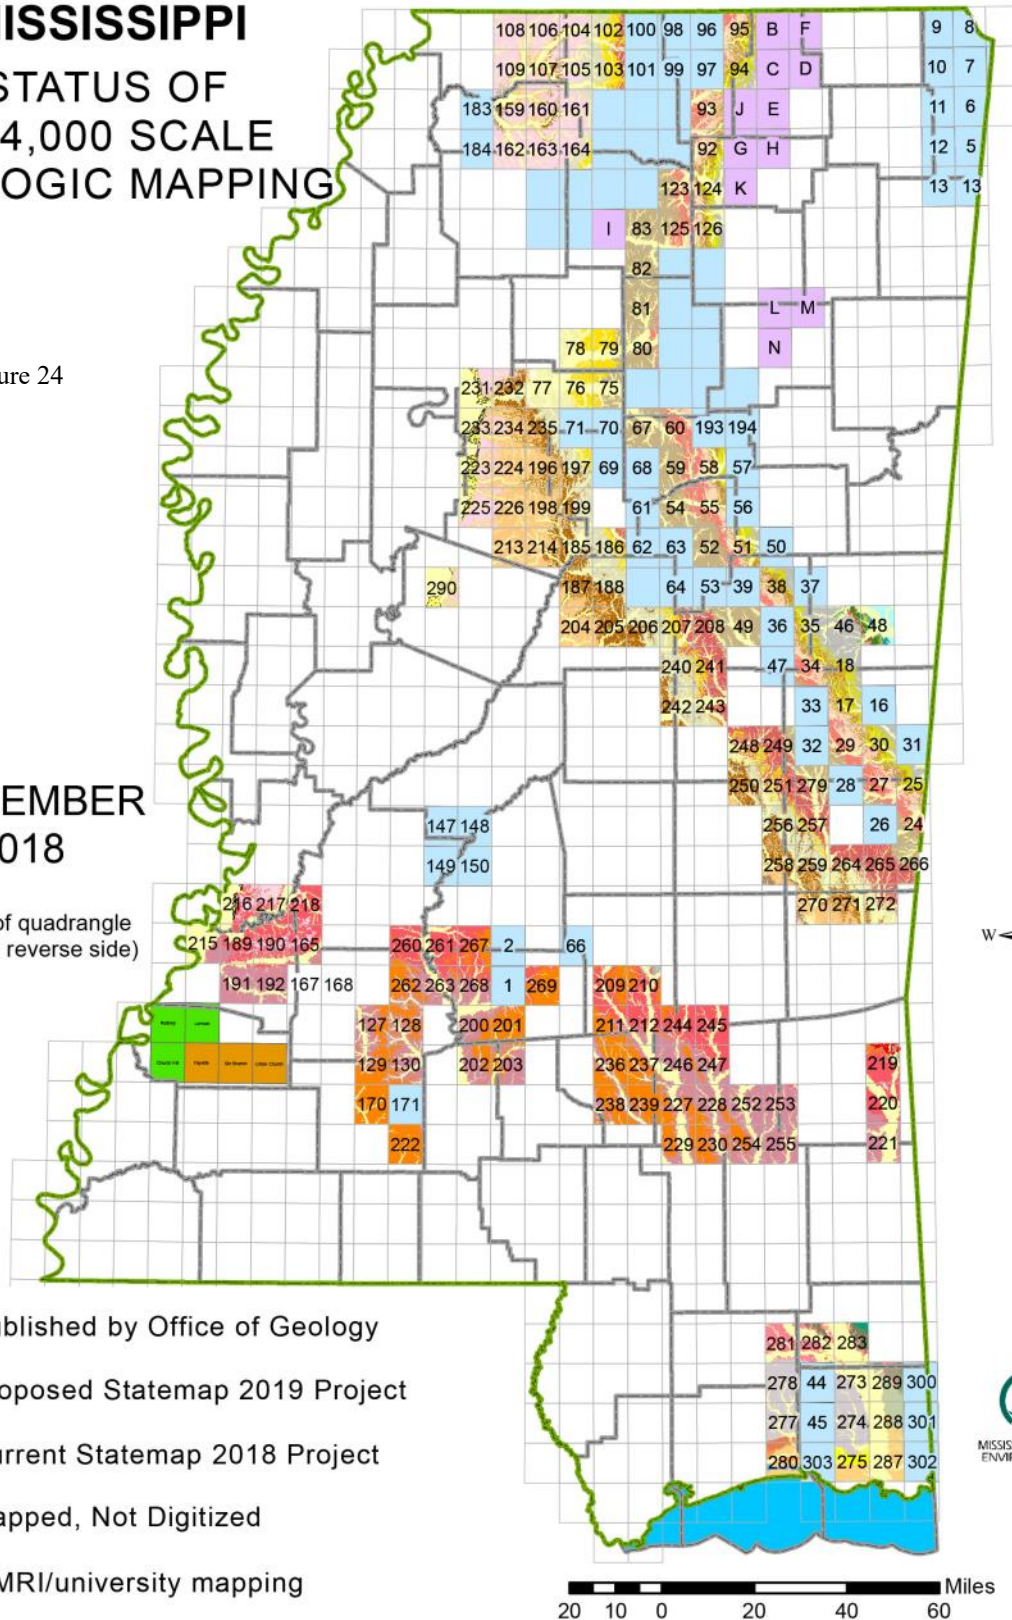 MISSISSIPPI
STATUS OF
4,000 SCALE
OGIC MAPPING
108 106 104 102 100 98 96 95 B F 9 8
109 107 105 103 101 99 97 94 C D 10 7
183 159 160 161 93 J E 11 6
184 162 163 164 92 G H 12 5
123 124 K 13 13
I 83 125 126
82
81 L M
78 79 80 N
ure 24
231 232 77 76 75
233 234 235 71 70 67 60 193 194
223 224 196 197 69 68 59 58 57
225 226 198 199 61 54 55 56
213 214 185 186 62 63 52 51 50
290 187 188 64 53 39 38 37
204 205 206 207 208 49 36 35 46 48
240 241 47 34 18
242 243 33 17 16
248 249 32 29 30 31
250 251 279 28 27 25
EMBER
018
147 148 256 257 26 24
149 150 258 259 264 265 266
216 217 218 270 271 272
of quadrangle
reverse side)
215 189 190 165 260 261 267 2 66
W
191 192 167 168 262 263 268 1 269 209 210
127 128 200 201 211 212 244 245
129 130 202 203 236 237 246 247 219
170 171 238 239 227 228 252 253 220
222 229 230 254 255 221
ublished by Office of Geology
281 282 283
oposed Statemap 2019 Project
278 44 273 289 300
urrent Statemap 2018 Project
277 45 274 288 301
MISSIS
ENVIR
280 303 275 287 302
apped, Not Digitized
MRI/university mapping
Miles
20 10 0 20 40 60